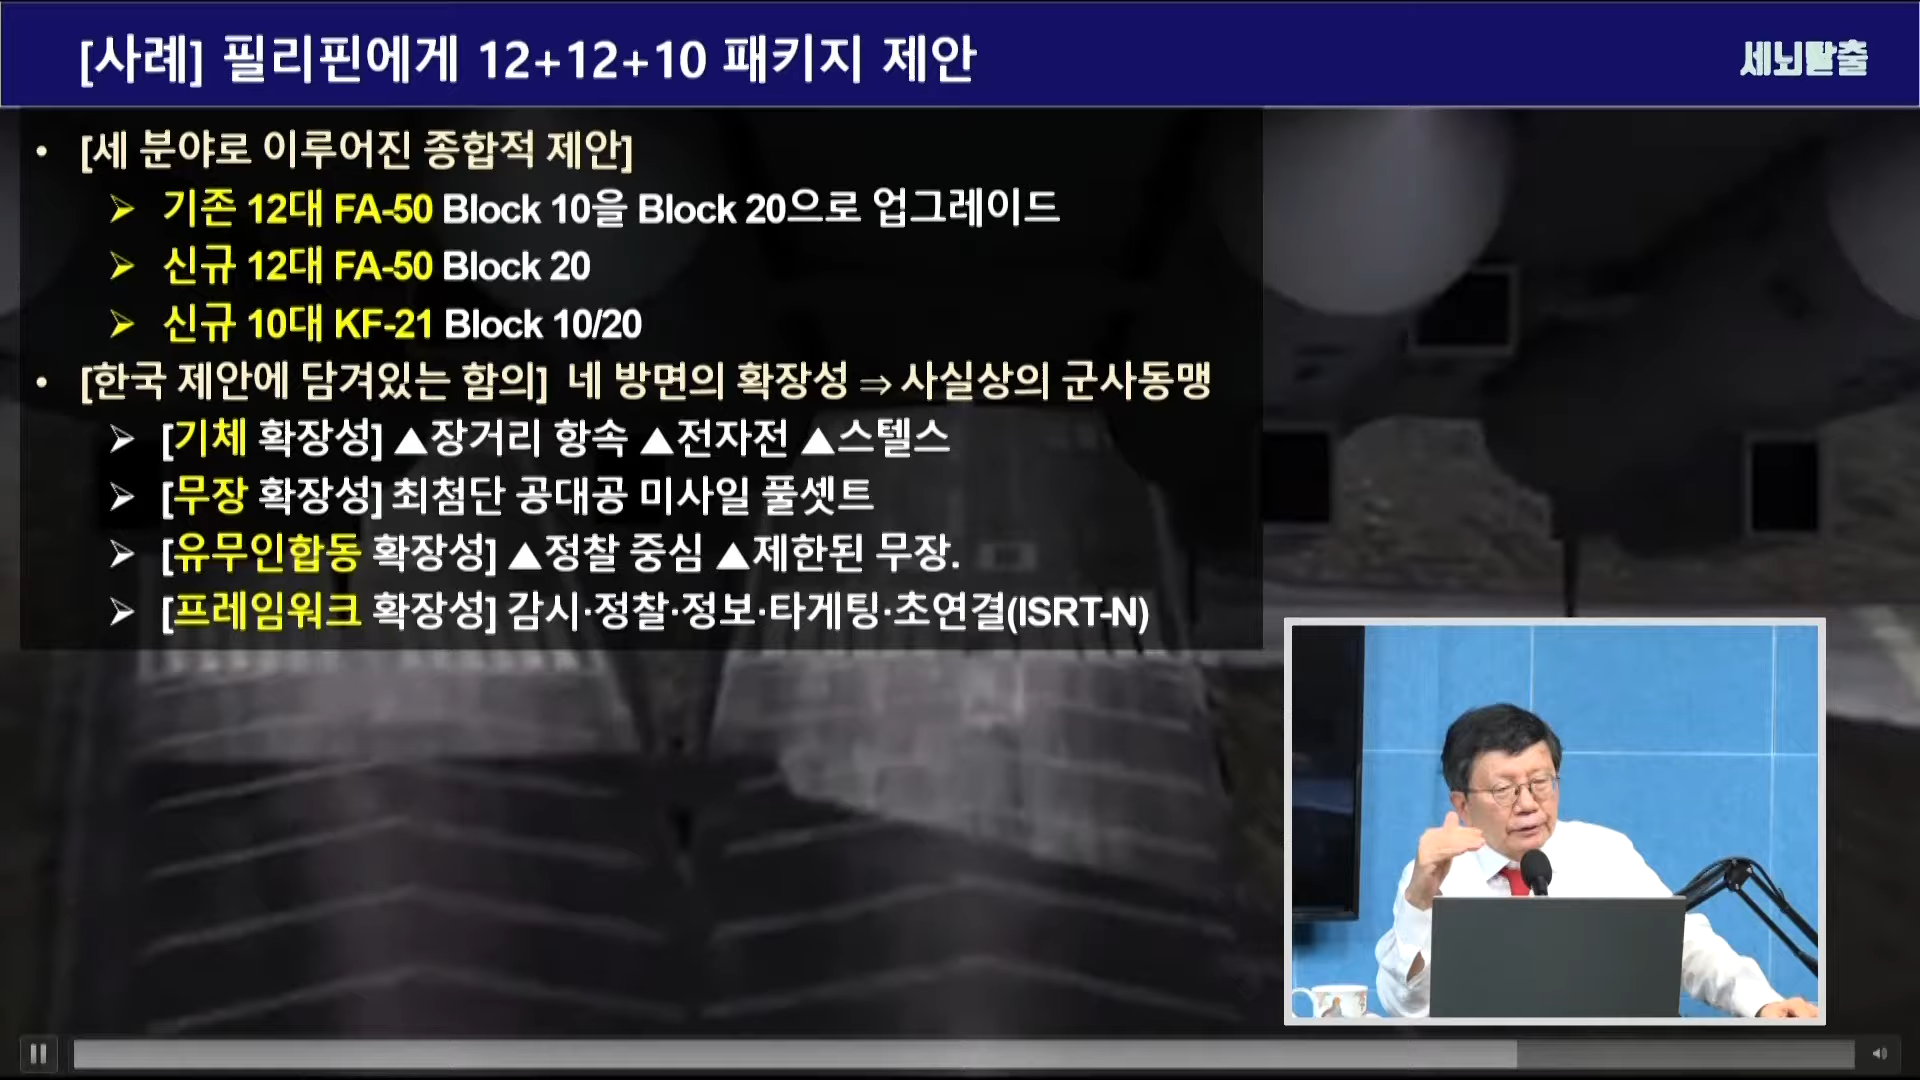 [사례] 필리핀에게 12+12+10 패키지 제안
세뇌탈출
• [세 분야로 이루어진 종합적 제안]
➢ 기존 12대 FA-50 Block 10을 Block 20으로 업그레이드
➢ 신규 12대 FA-50 Block 20
➢ 신규 10대 KF-21 Block 10/20
• [한국 제안에 담겨있는 함의] 네 방면의 확장성 ⇒ 사실상의 군사동맹
➢ [기체 확장성] ▲장거리 항속 ▲전자전 ▲스텔스
➢ [무장 확장성] 최첨단 공대공 미사일 풀셋트
➢ [유무인합동 확장성] ▲정찰 중심 ▲제한된 무장.
➢ [프레임워크 확장성] 감시·정찰·정보·타게팅·초연결(ISRT-N)